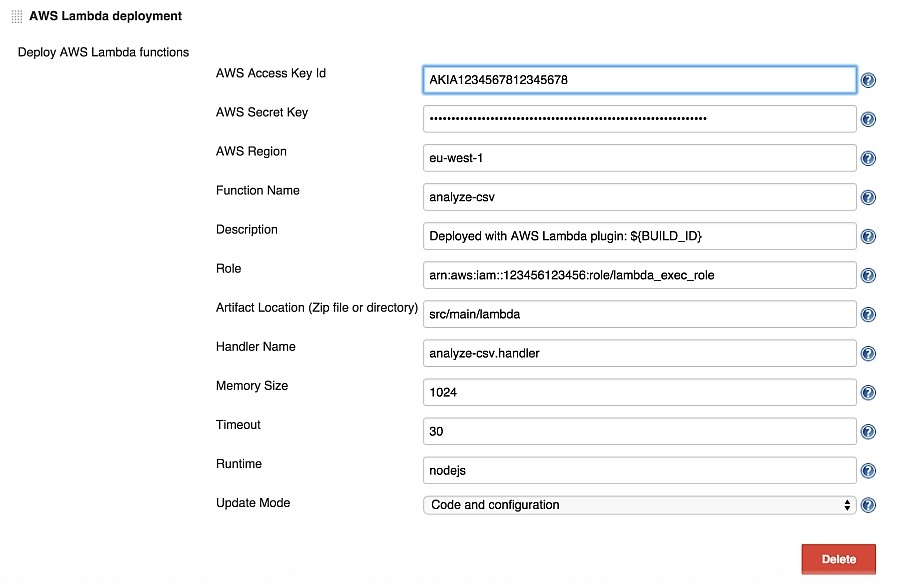 AWS Lambda deployment
Deploy AWS Lambda functions
AWS Access Key Id AKIA1234567812345678
AWS Secret Key
AWS Region eu-west-1
Function Name analyze-csv
Description Deployed with AWS Lambda plugin: ${BUILD_ID}
Role arn:aws:iam::123456123456:role/lambda_exec_role
Artifact Location (Zip file or directory) src/main/lambda
Handler Name analyze-csv.handler
Memory Size 1024
Timeout 30
Runtime nodejs
Update Mode Code and configuration
Delete